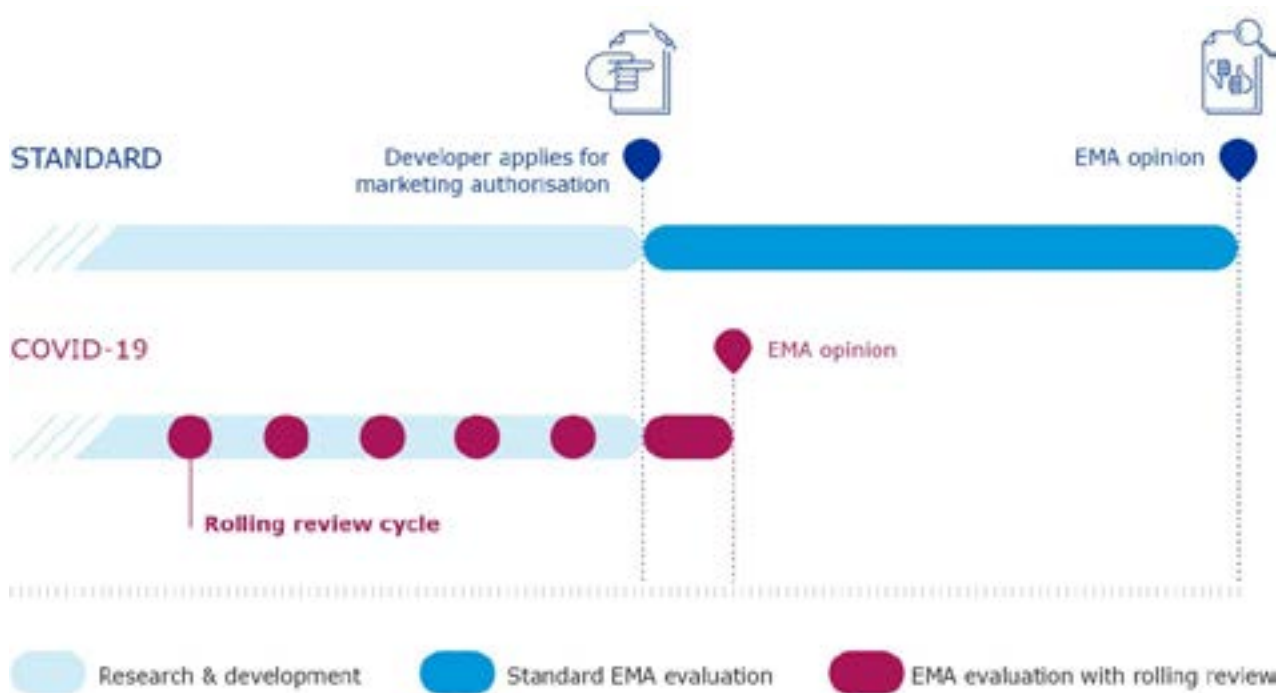 STANDARD
Developer applies for
marketing authorisation
EMA opinion
COVID-19
EMA opinion
Rolling review cycle
Research & development
Standard EMA evaluation
EMA evaluation with rolling review